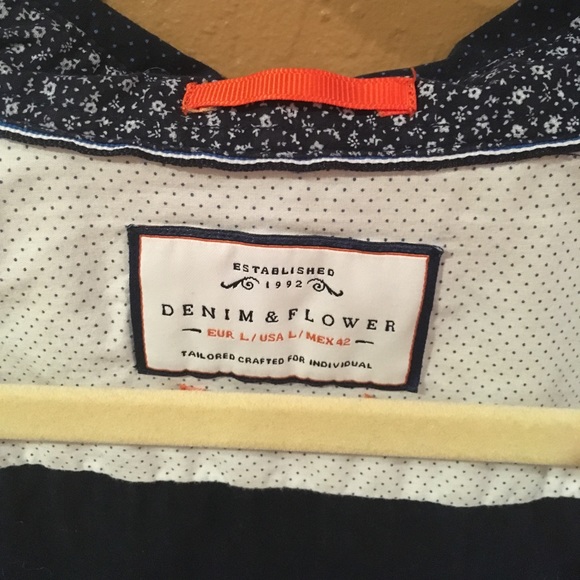 ESTABLISHED
1992
DENIM & FLOWER
EUR L / USA L / MEX 42
TAILORED CRAFTED FOR INDIVIDUAL